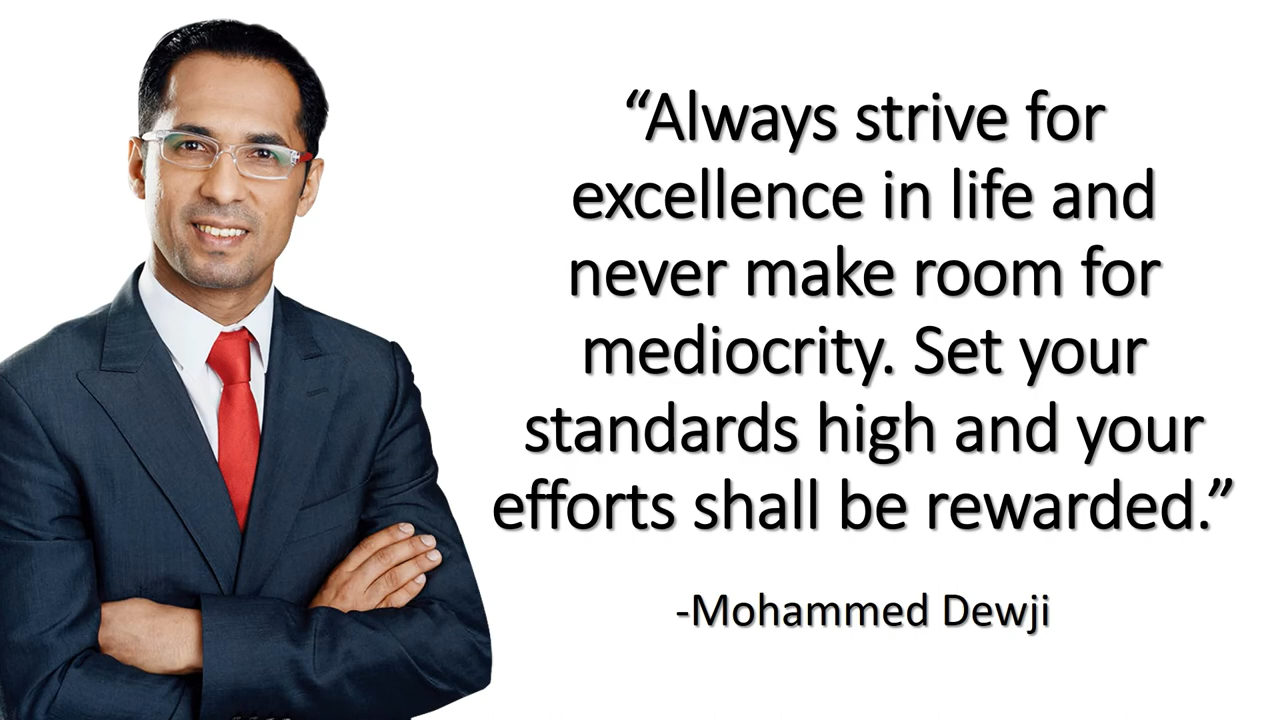 “Always strive for
excellence in life and
never make room for
mediocrity. Set your
standards high and your
efforts shall be rewarded.”
-Mohammed Dewji